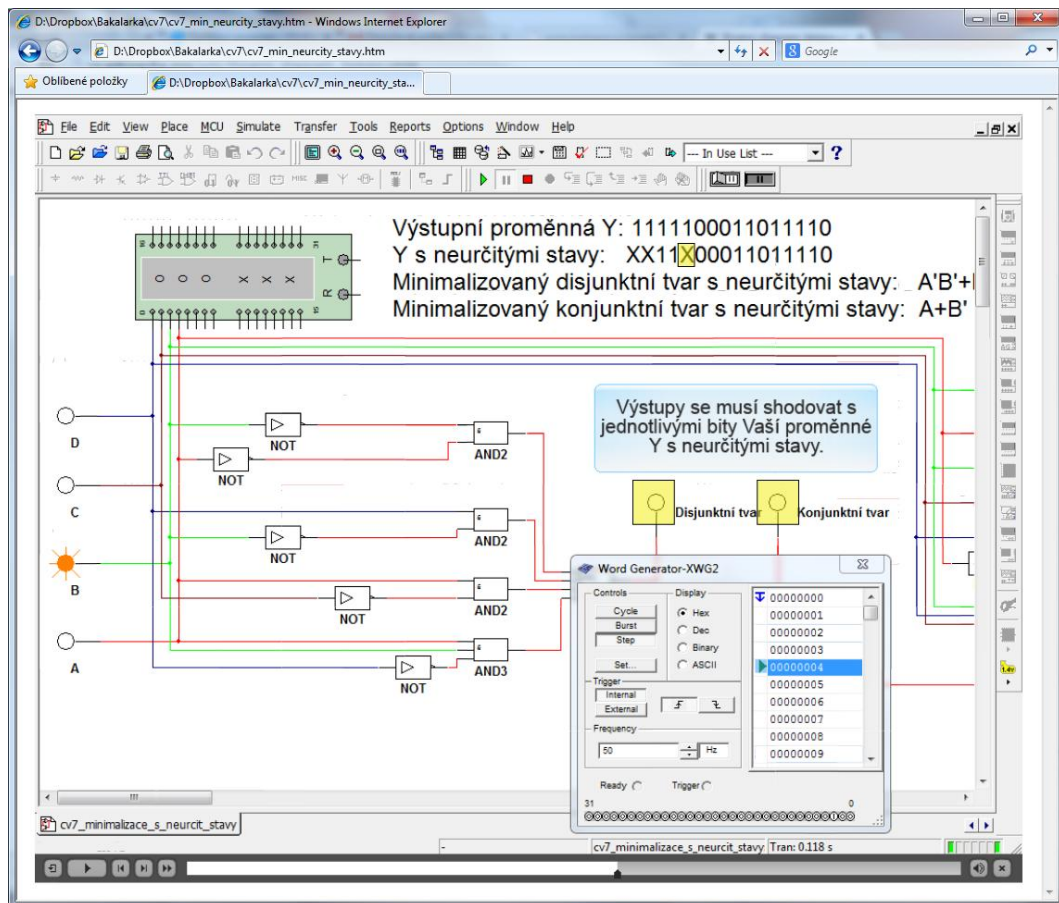 D:\Dropbox\Bakalarka\cv7\cv7_min_neurcity_stavy.htm - Windows Internet Explorer
D:\Dropbox\Bakalarka\cv7\cv7_min_neurcity_stavy.htm
Google
Oblíbené položky
D:\Dropbox\Bakalarka\cv7\cv7_min_neurcity_sta...
File Edit View Place MCU Simulate Transfer Tools Reports Options Window Help
--- In Use List ---
Výstupní proměnná Y: 1111100011011110
Y s neurčitými stavy: XX11X00011011110
Minimalizovaný disjunktní tvar s neurčitými stavy: A'B'+
Minimalizovaný konjunktní tvar s neurčitými stavy: A+B'
O O O X X X
T
R
Výstupy se musí shodovat s
jednotlivými bity Vaší proměnné
Y s neurčitými stavy.
D
NOT
AND2
NOT
Disjunktní tvar
Konjunktní tvar
C
NOT
AND2
B
NOT
AND2
A
NOT
AND3
Word Generator-XWG2
Controls
Cycle
Burst
Step
Set...
Display
Hex
Dec
Binary
ASCII
Trigger
Internal
External
Frequency
50
Hz
Ready
Trigger
31
0
00000000
00000001
00000002
00000003
00000004
00000005
00000006
00000007
00000008
00000009
cv7_minimalizace_s_neurcit_stavy
-
cv7_minimalizace_s_neurcit_stavy
Tran: 0.118 s